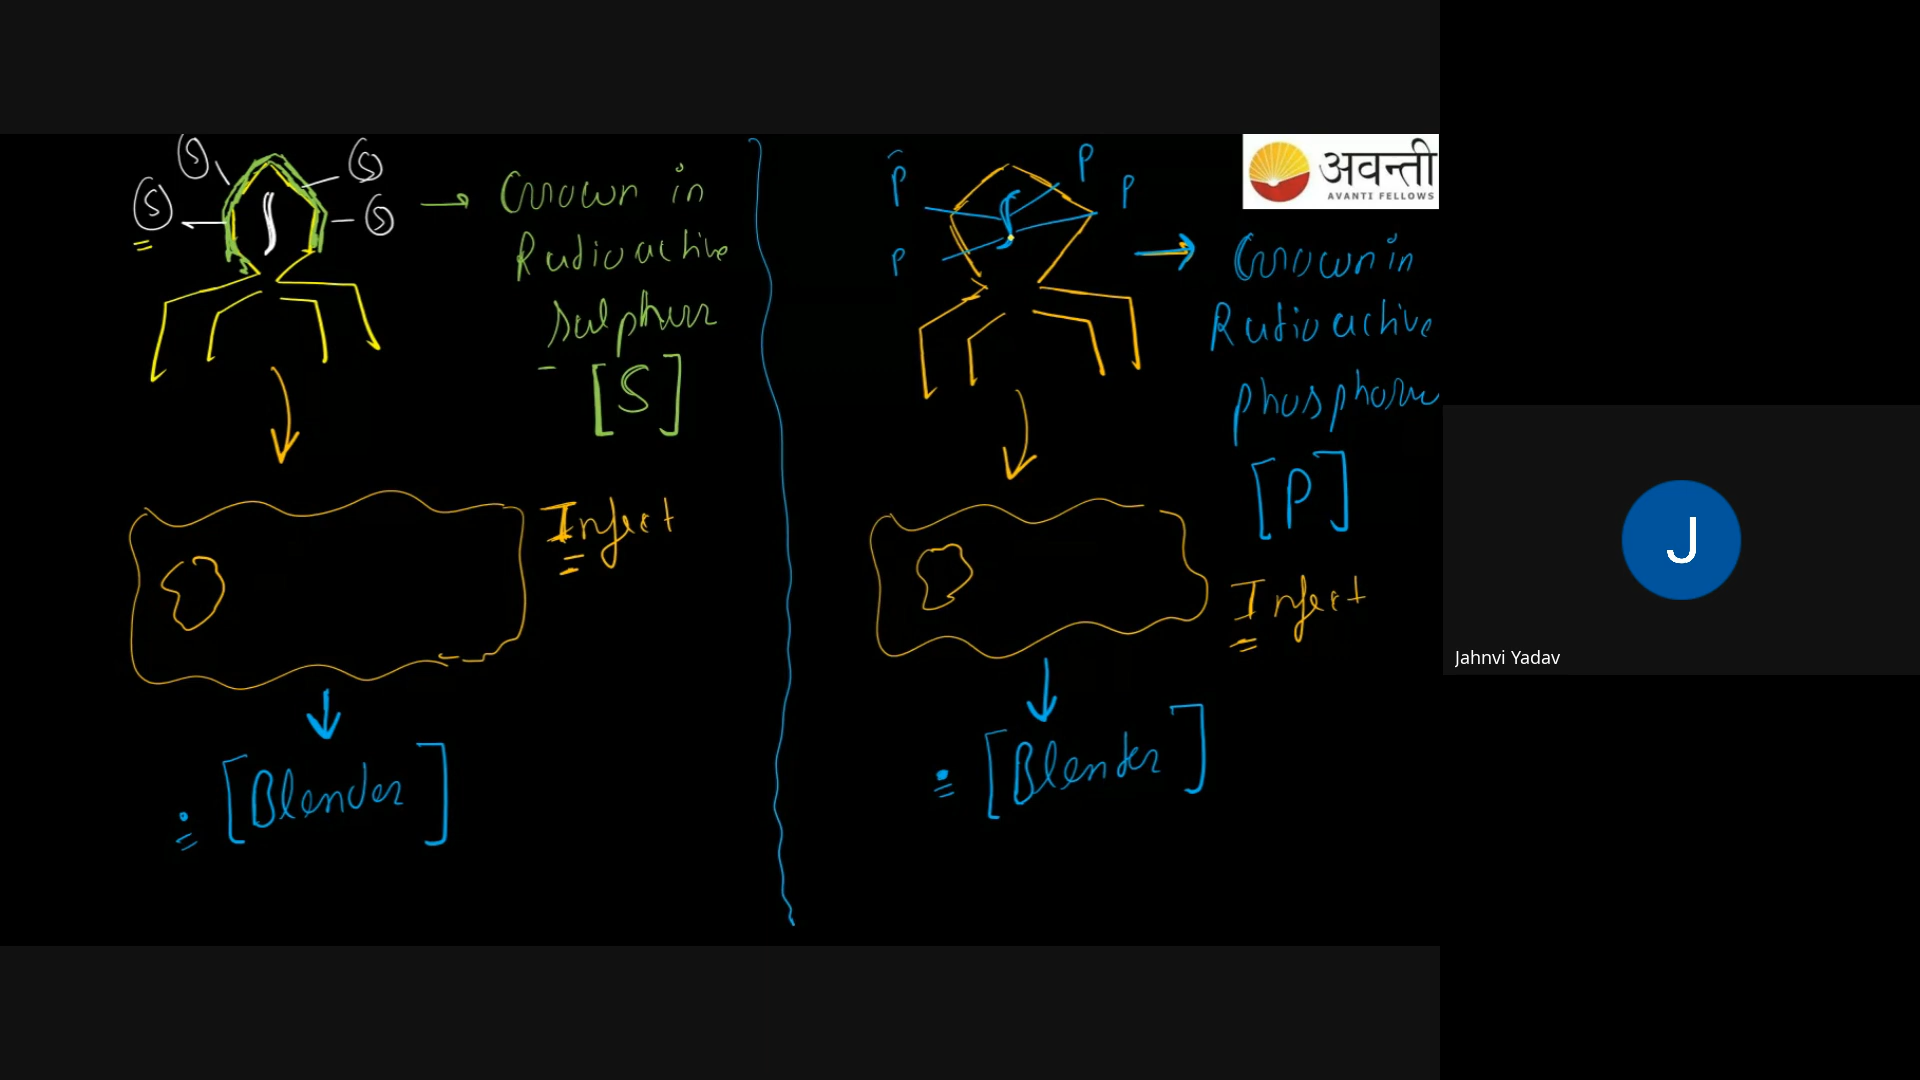 (S) (S)
(S) (S)
Grown in
Radioactive
Sulphur
[S]
Infect
[Blender]
P P
P
P
Grown in
Radioactive
phosphorus
[P]
Infect
[Blender]
अवन्ती
AVANTI FELLOWS
J
Jahnvi Yadav